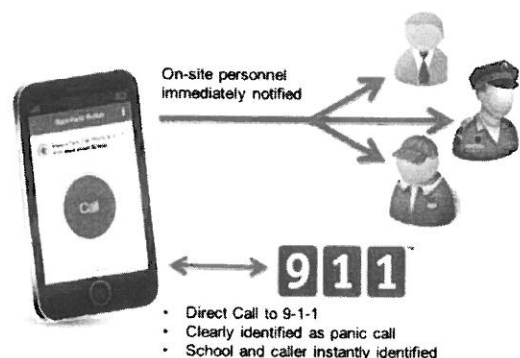 On-site personnel
immediately notified
Call
911™
• Direct Call to 9-1-1
• Clearly identified as panic call
• School and caller instantly identified